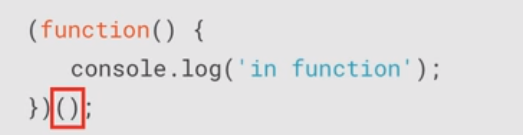 (function() {
    console.log('in function');
})();